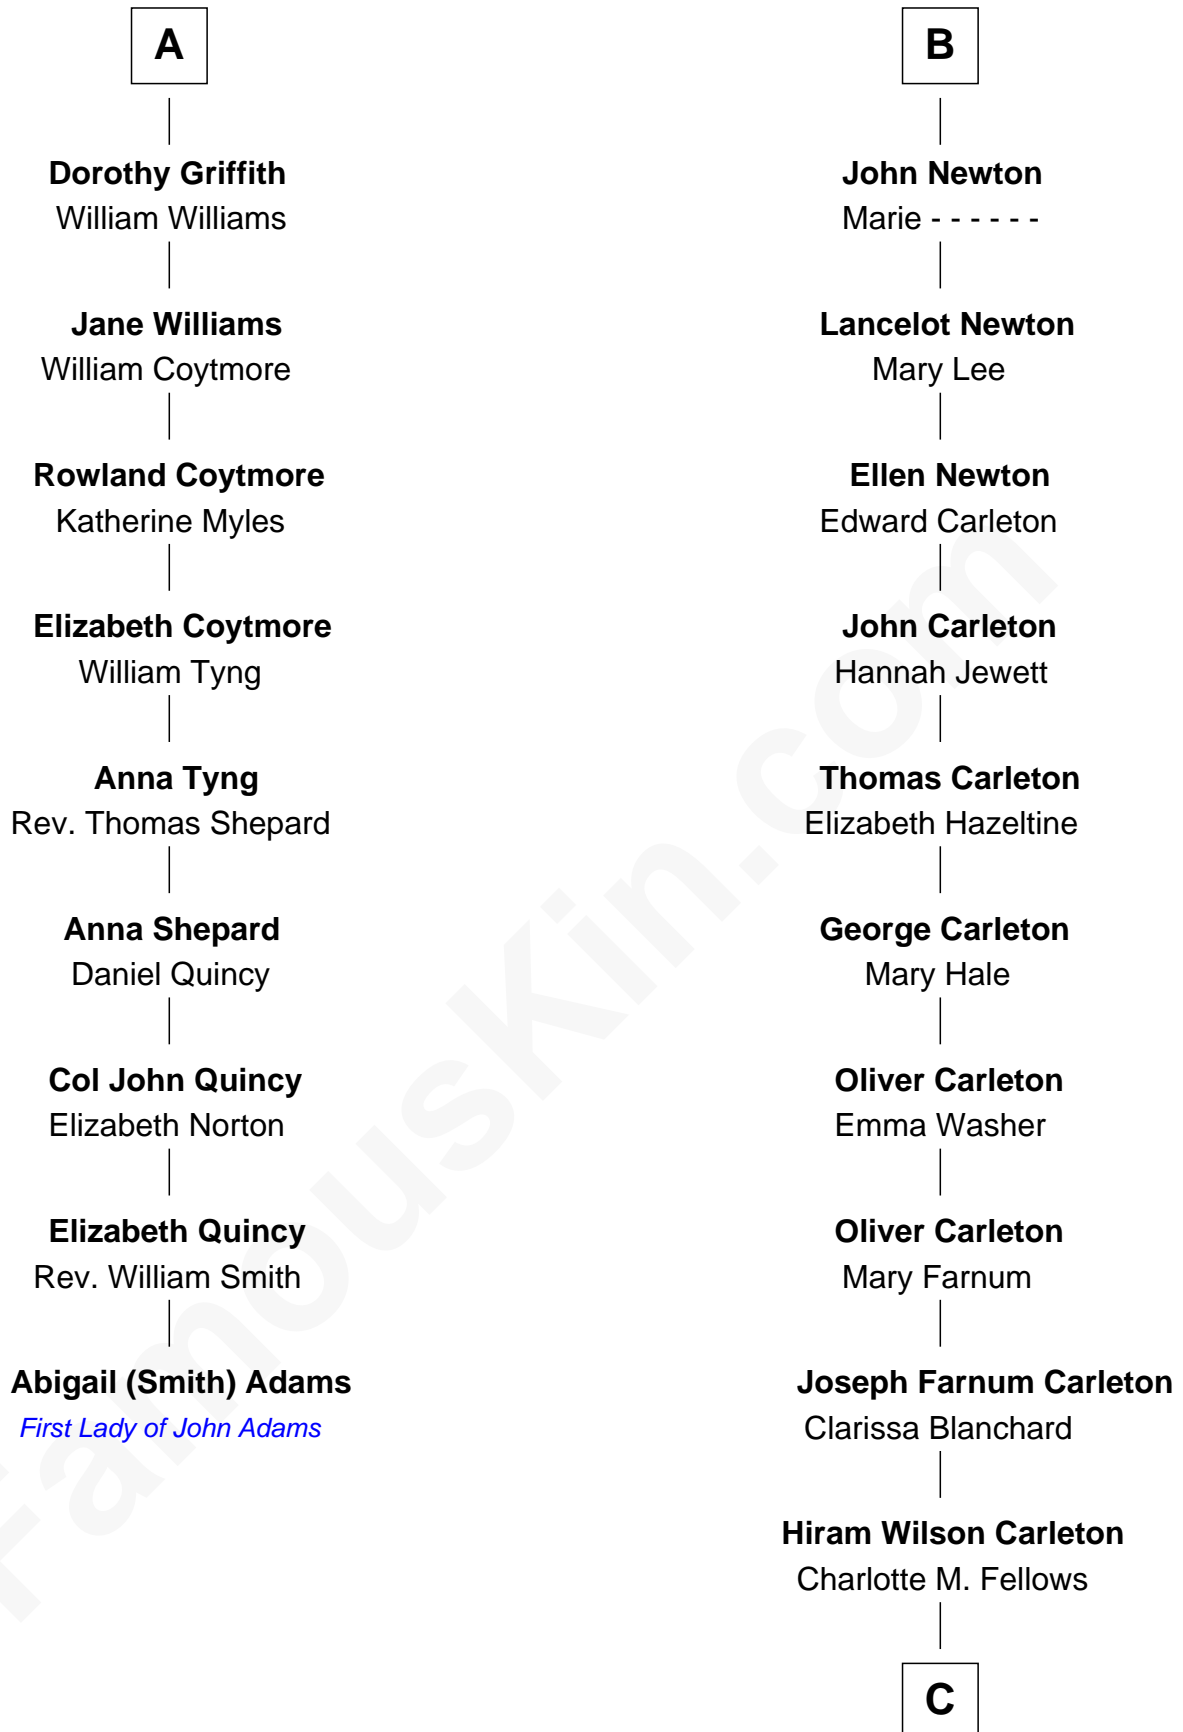 A
Dorothy Griffith
William Williams
Jane Williams
William Coytmore
Rowland Coytmore
Katherine Myles
Elizabeth Coytmore
William Tyng
Anna Tyng
Rev. Thomas Shepard
Anna Shepard
Daniel Quincy
Col John Quincy
Elizabeth Norton
Elizabeth Quincy
Rev. William Smith
Abigail (Smith) Adams
First Lady of John Adams
B
John Newton
Marie - - - - - -
Lancelot Newton
Mary Lee
Ellen Newton
Edward Carleton
John Carleton
Hannah Jewett
Thomas Carleton
Elizabeth Hazeltine
George Carleton
Mary Hale
Oliver Carleton
Emma Washer
Oliver Carleton
Mary Farnum
Joseph Farnum Carleton
Clarissa Blanchard
Hiram Wilson Carleton
Charlotte M. Fellows
C
FamousKin.com